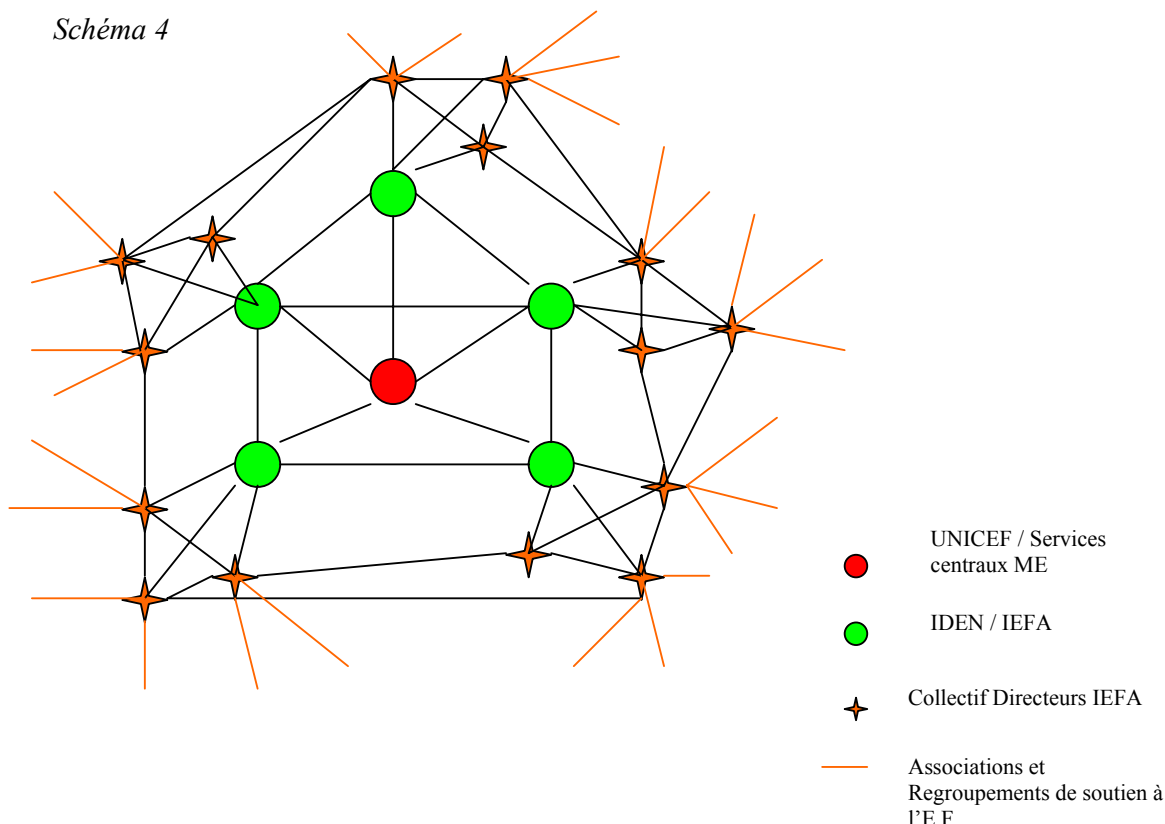 Schéma 4
UNICEF / Services
centraux ME
IDEN / IEFA
Collectif Directeurs IEFA
Associations et
Regroupements de soutien à
l'E F